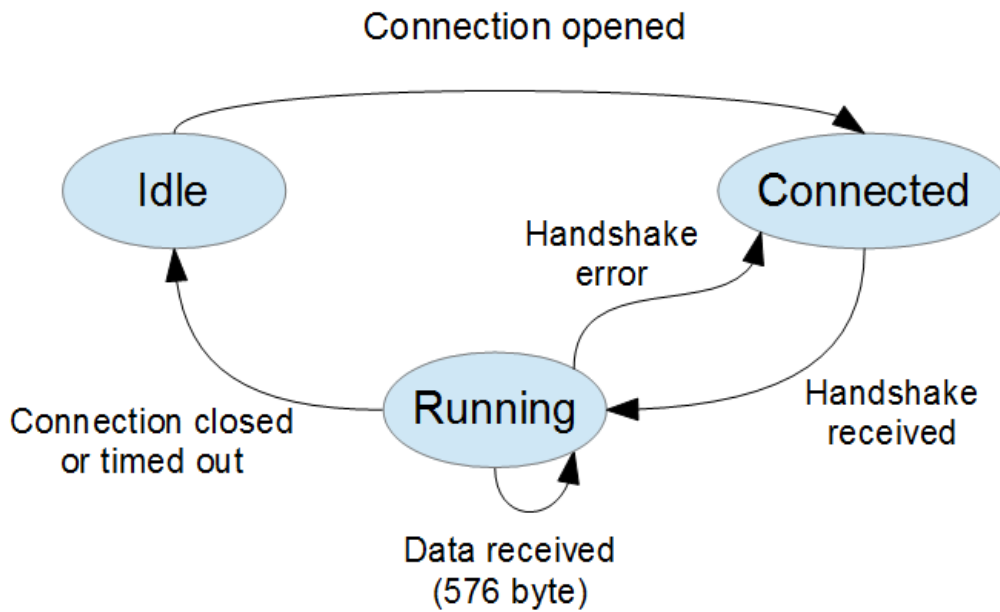 Connection opened
Idle
Connected
Handshake
error
Running
Handshake
received
Connection closed
or timed out
Data received
(576 byte)